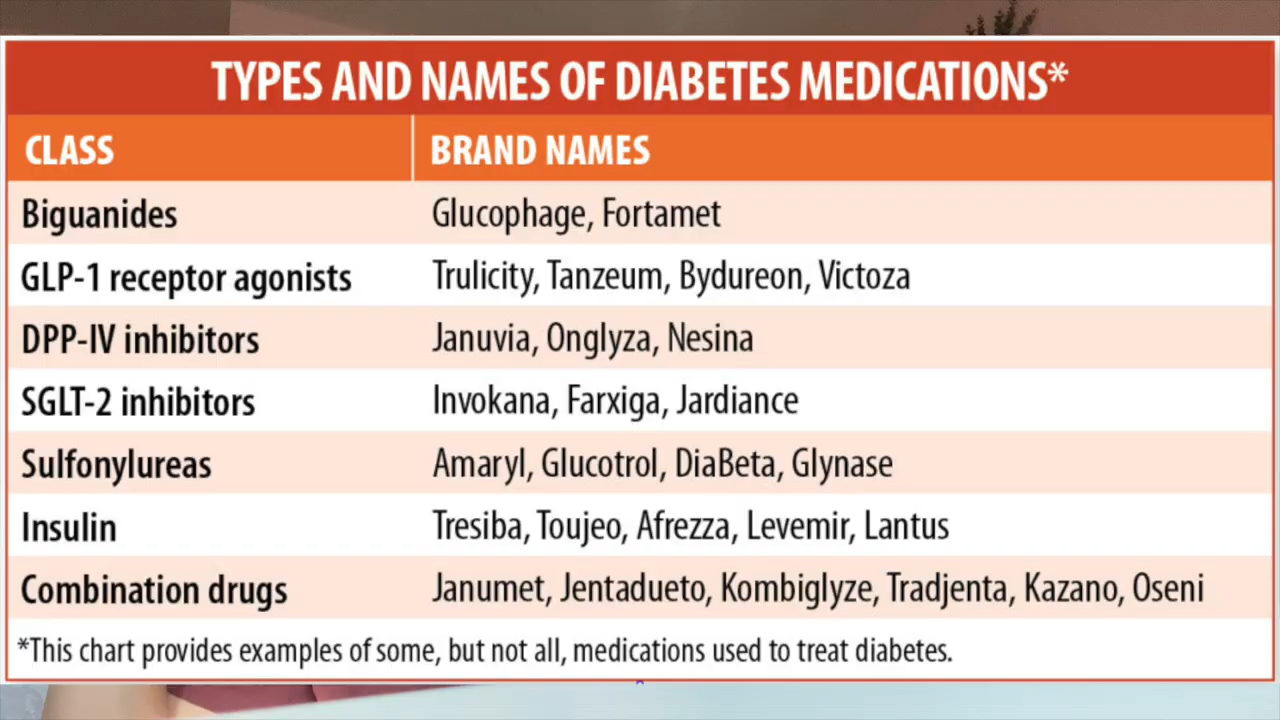 TYPES AND NAMES OF DIABETES MEDICATIONS*
CLASS BRAND NAMES
Biguanides Glucophage, Fortamet
GLP-1 receptor agonists Trulicity, Tanzeum, Bydureon, Victoza
DPP-IV inhibitors Januvia, Onglyza, Nesina
SGLT-2 inhibitors Invokana, Farxiga, Jardiance
Sulfonylureas Amaryl, Glucotrol, DiaBeta, Glynase
Insulin Tresiba, Toujeo, Afrezza, Levemir, Lantus
Combination drugs Janumet, Jentadueto, Kombiglyze, Tradjenta, Kazano, Oseni
*This chart provides examples of some, but not all, medications used to treat diabetes.